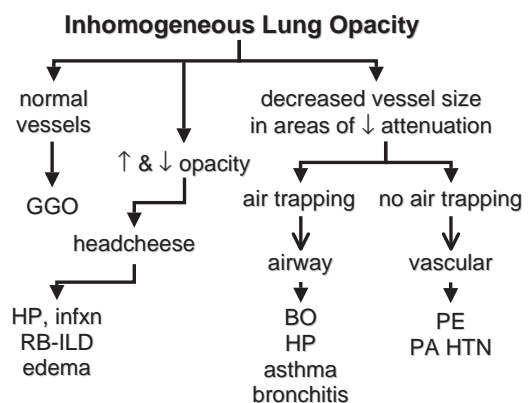 Inhomogeneous Lung Opacity
normal
vessels
GGO
↑ & ↓ opacity
headcheese
HP, infxn
RB-ILD
edema
decreased vessel size
in areas of ↓ attenuation
air trapping
airway
BO
HP
asthma
bronchitis
no air trapping
vascular
PE
PA HTN